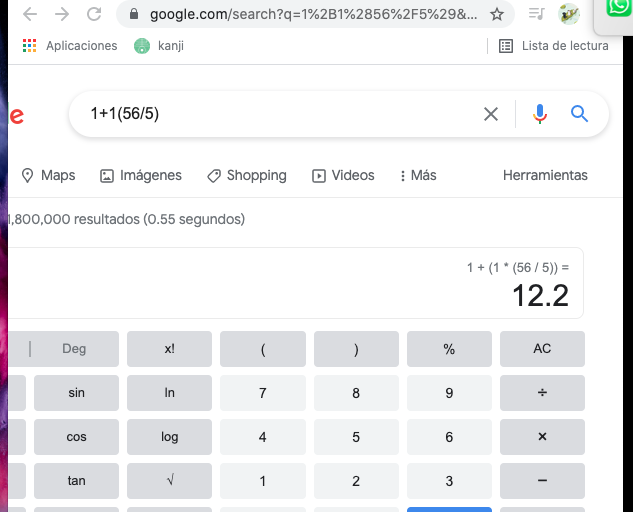 google.com/search?q=1%2B1%2856%2F5%29&...
Aplicaciones kanji Lista de lectura
e 1+1(56/5)
Maps Imágenes Shopping Videos Más Herramientas
1,800,000 resultados (0.55 segundos)
1 + (1 * (56 / 5)) =
12.2
| Deg x! ( ) % AC
sin ln 7 8 9 ÷
cos log 4 5 6 ×
tan √ 1 2 3 −